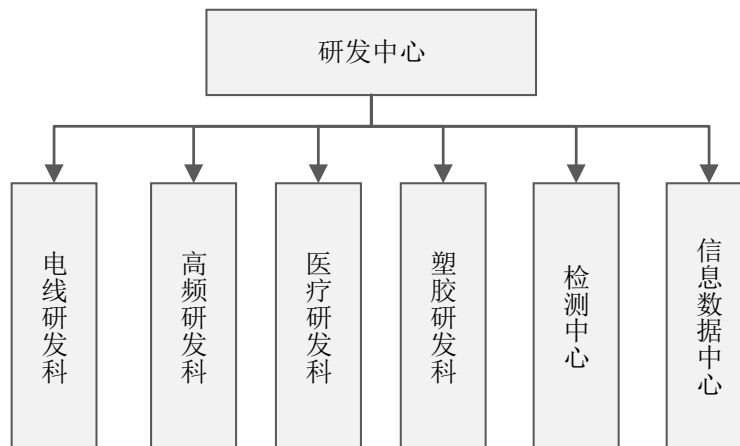 研发中心
电线研发科
高频研发科
医疗研发科
塑胶研发科
检测中心
信息数据中心